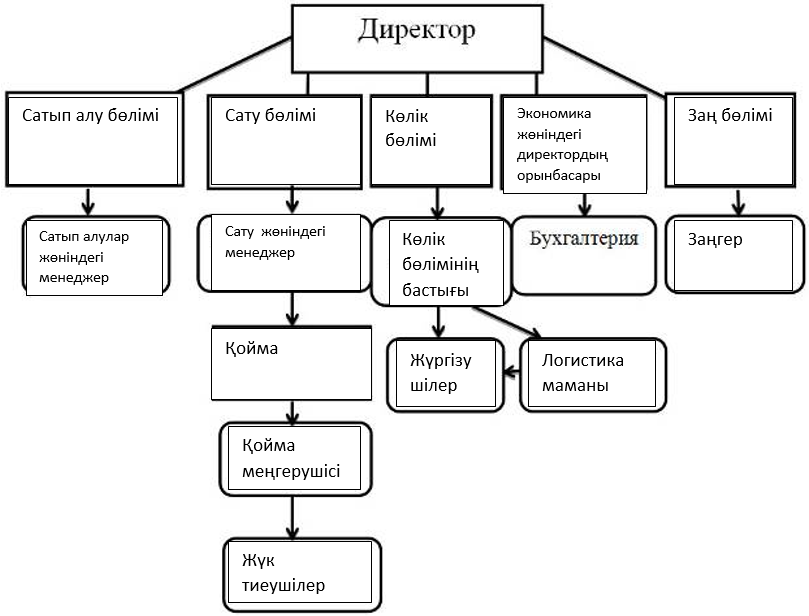 Директор
Сатып алу бөлімі
Сату бөлімі
Көлік
бөлімі
Экономика
жөніндегі
директордың
орынбасары
Заң бөлімі
Сатып алулар
жөніндегі
менеджер
Сату жөніндегі
менеджер
Көлік
бөлімінің
бастығы
Бухгалтерия
Заңгер
Қойма
Жүргізу
шілер
Логистика
маманы
Қойма
меңгерушісі
Жүк
тиеушілер